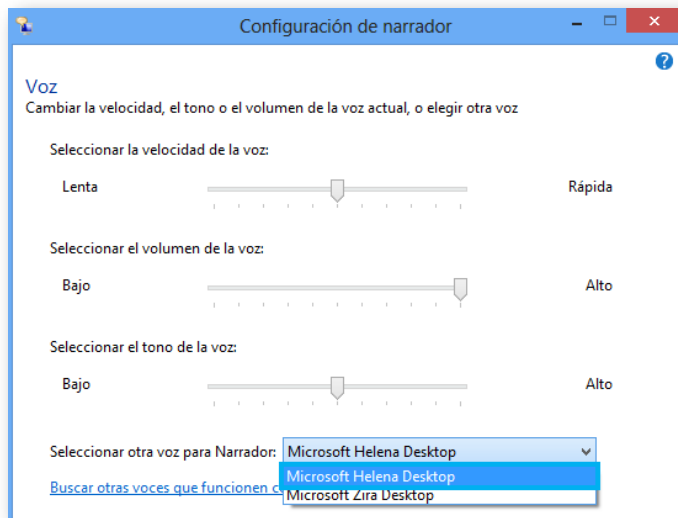 Configuración de narrador
Voz
Cambiar la velocidad, el tono o el volumen de la voz actual, o elegir otra voz
Seleccionar la velocidad de la voz:
Lenta Rápida
Seleccionar el volumen de la voz:
Bajo Alto
Seleccionar el tono de la voz:
Bajo Alto
Seleccionar otra voz para Narrador: Microsoft Helena Desktop
Microsoft Helena Desktop
Buscar otras voces que funcionen
Microsoft Zira Desktop